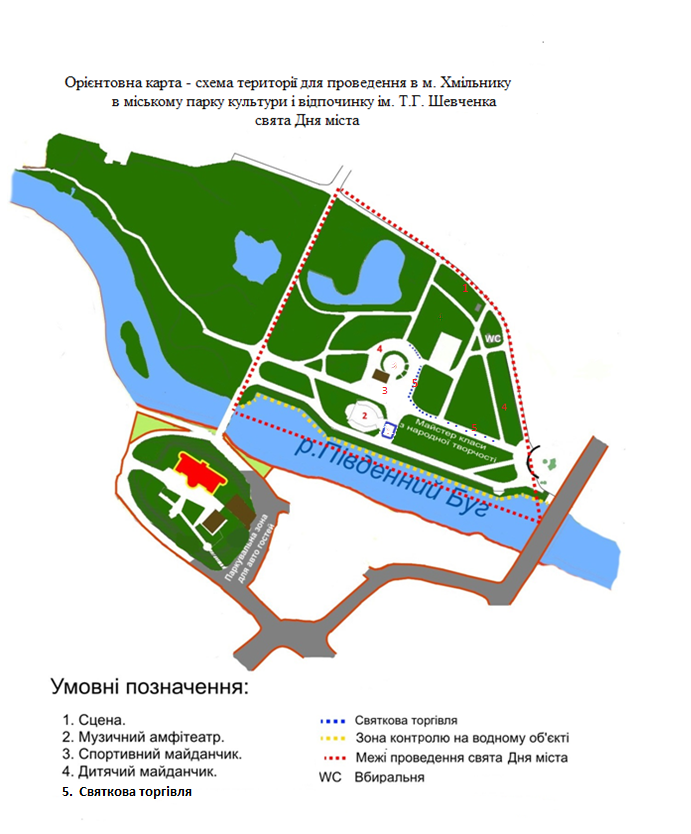 Орієнтовна карта - схема території для проведення в м. Хмільнику
в міському парку культури і відпочинку ім. Т.Г. Шевченка
свята Дня міста
1
WC
4
3
5
4
2
5
Майстер класи
з народної творчості
р.Південний Буг
Паркувальна зона
для авто гостей
Умовні позначення:
1. Сцена.
2. Музичний амфітеатр.
3. Спортивний майданчик.
4. Дитячий майданчик.
5. Святкова торгівля
Святкова торгівля
Зона контролю на водному об'єкті
Межі проведення свята Дня міста
WC Вбиральня